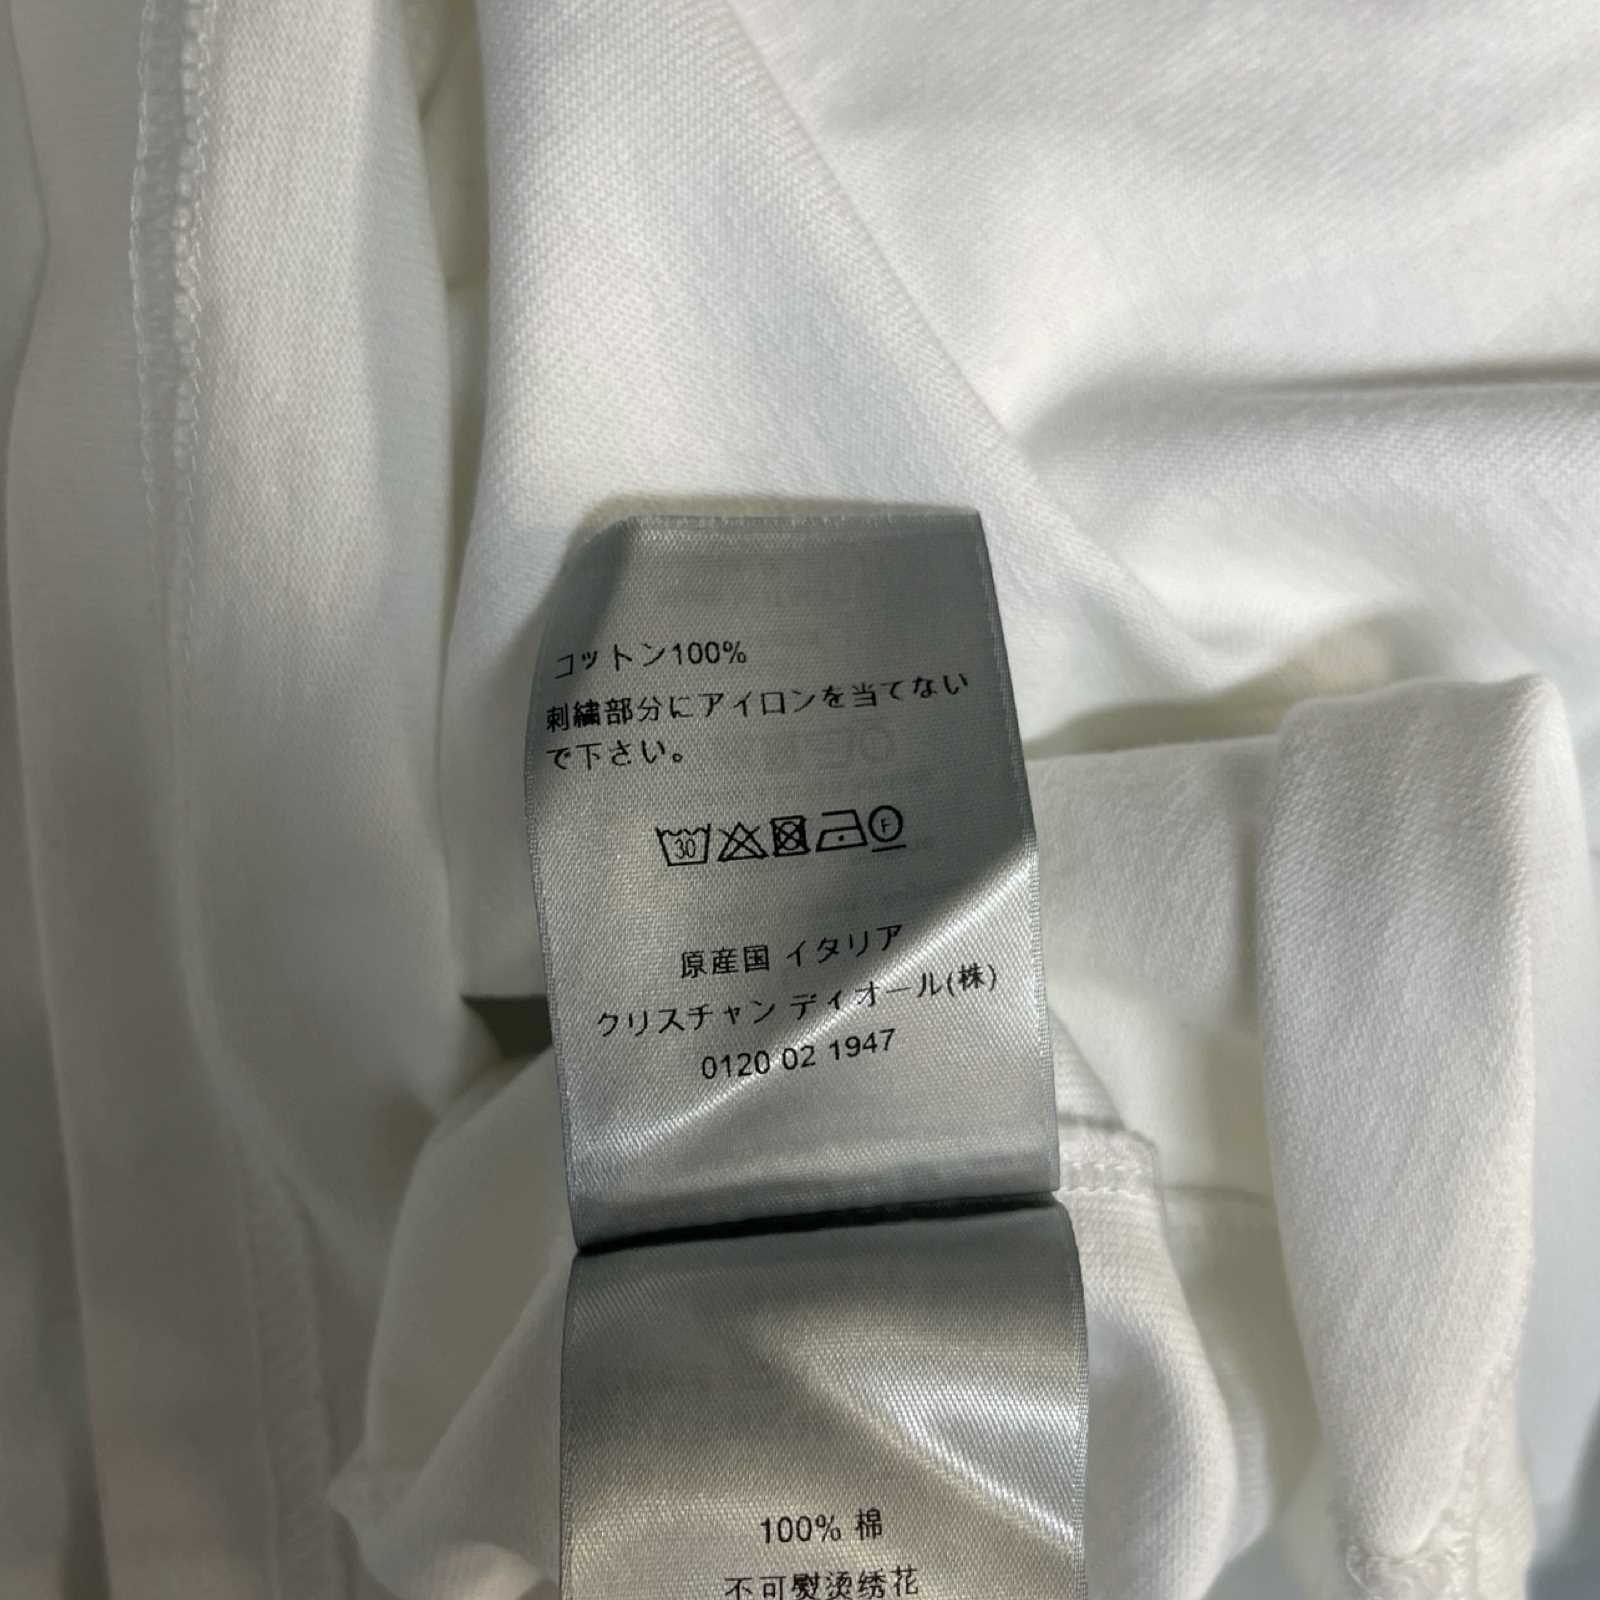 コットン100%
刺繍部分にアイロンを当てない
で下さい。
30 F
原産国 イタリア
クリスチャン ディオール(株)
0120 02 1947
100% 棉
不可熨烫绣花